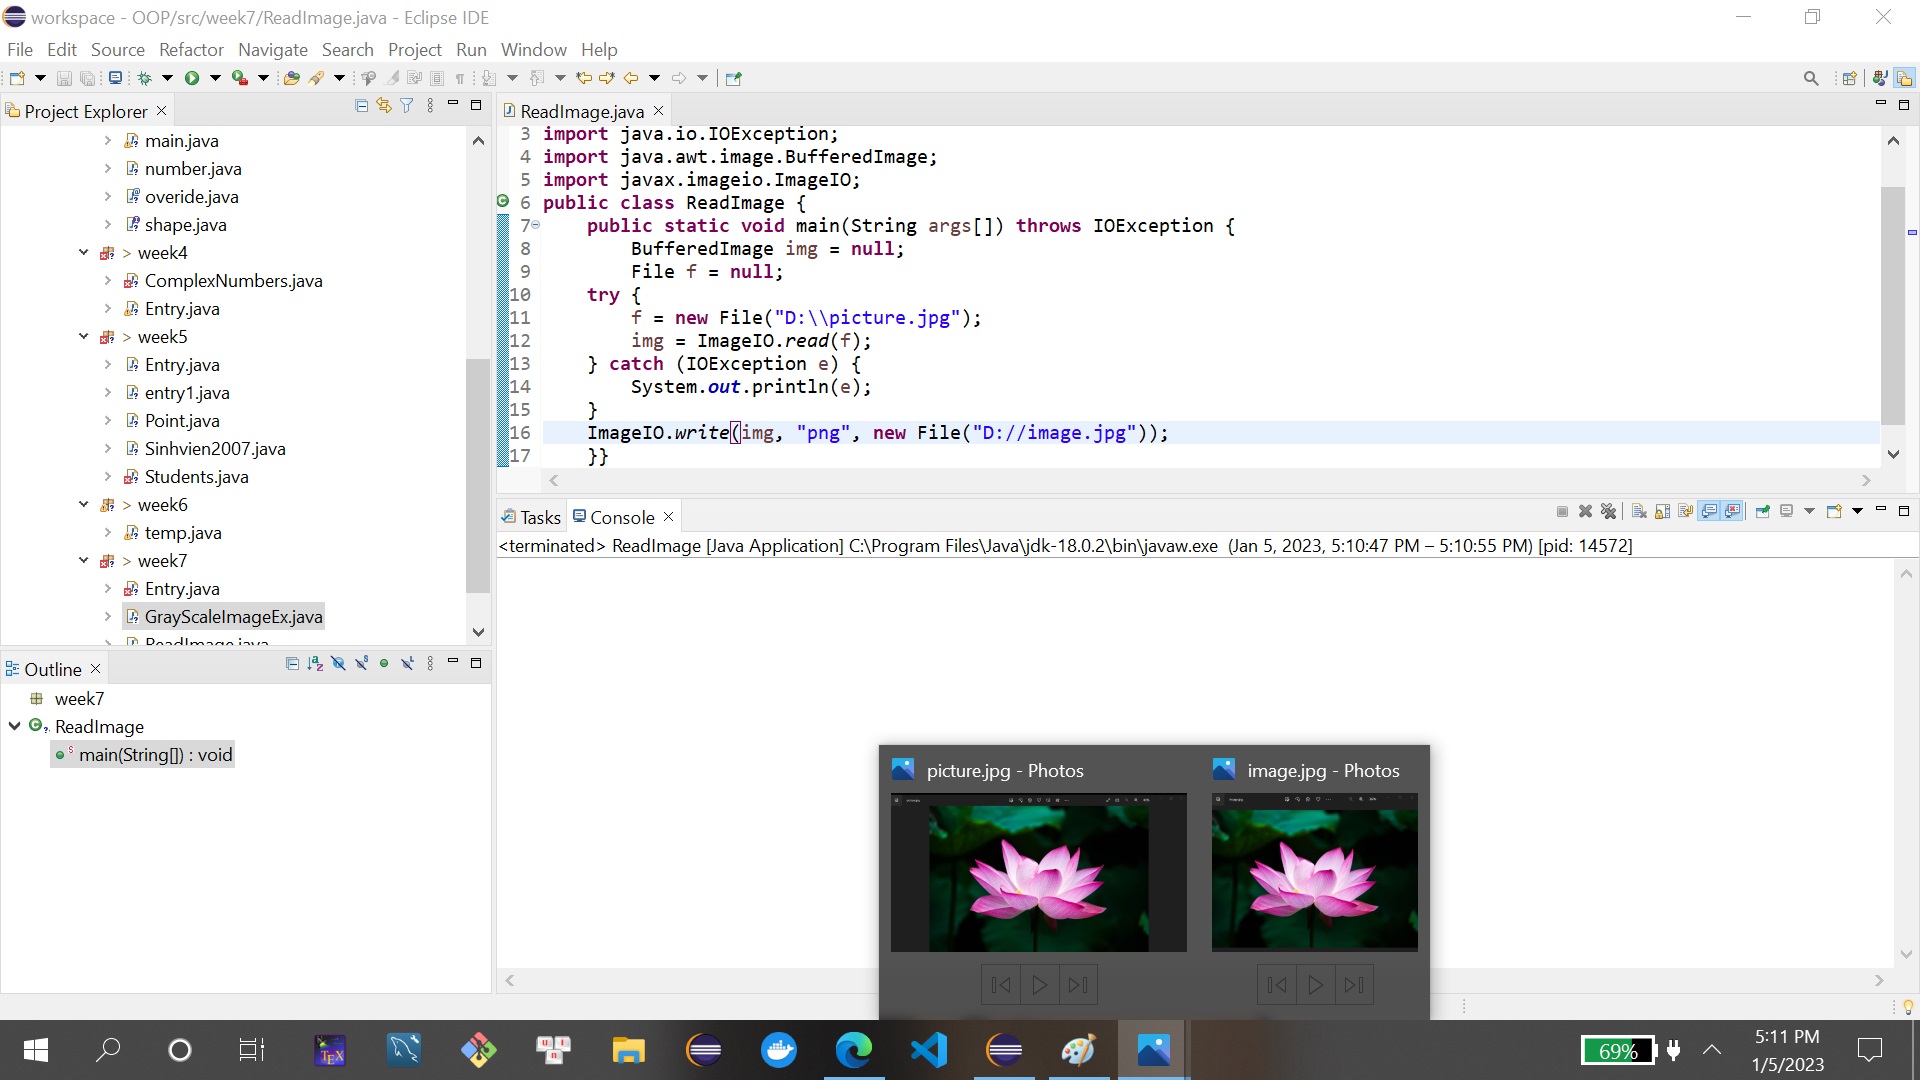 workspace - OOP/src/week7/ReadImage.java - Eclipse IDE
File Edit Source Refactor Navigate Search Project Run Window Help
Project Explorer
main.java
number.java
overide.java
shape.java
> week4
ComplexNumbers.java
Entry.java
> week5
Entry.java
entry1.java
Point.java
Sinhvien2007.java
Students.java
> week6
temp.java
> week7
Entry.java
GrayScaleImageEx.java
ReadImage.java
Outline
week7
ReadImage
main(String[]) : void
ReadImage.java
3 import java.io.IOException;
4 import java.awt.image.BufferedImage;
5 import javax.imageio.ImageIO;
6 public class ReadImage {
7 public static void main(String args[]) throws IOException {
8 BufferedImage img = null;
9 File f = null;
10 try {
11 f = new File("D:\\picture.jpg");
12 img = ImageIO.read(f);
13 } catch (IOException e) {
14 System.out.println(e);
15 }
16 ImageIO.write(img, "png", new File("D://image.jpg"));
17 }}
Tasks Console
<terminated> ReadImage [Java Application] C:\Program Files\Java\jdk-18.0.2\bin\javaw.exe (Jan 5, 2023, 5:10:47 PM – 5:10:55 PM) [pid: 14572]
picture.jpg - Photos
image.jpg - Photos
TEX
69%
5:11 PM
1/5/2023